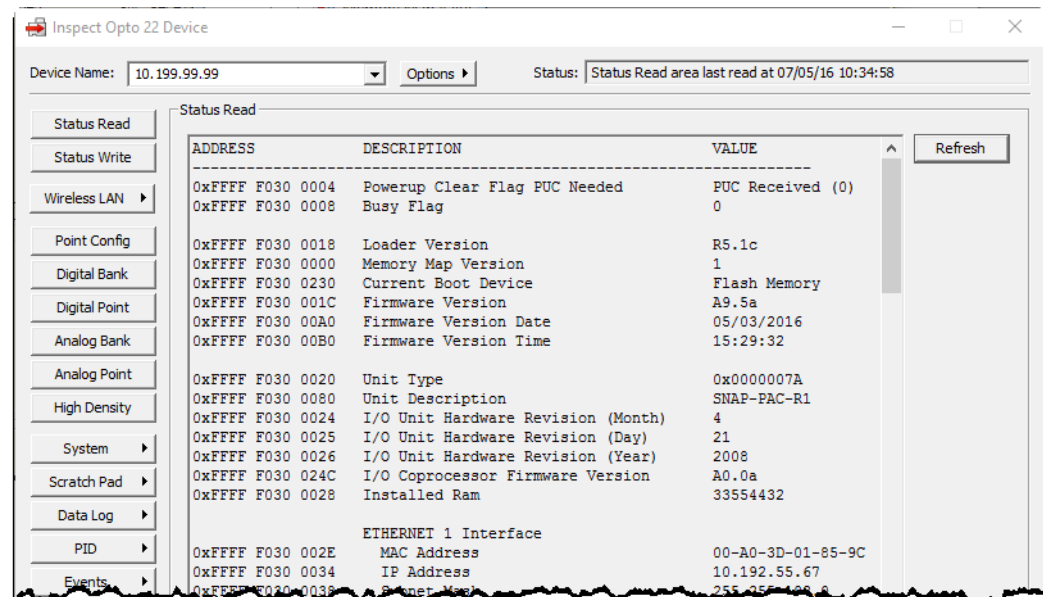 Inspect Opto 22 Device
Device Name: 10.199.99.99 Options Status: Status Read area last read at 07/05/16 10:34:58
Status Read
Status Write
Wireless LAN
Point Config
Digital Bank
Digital Point
Analog Bank
Analog Point
High Density
System
Scratch Pad
Data Log
PID
Events
Status Read
Refresh
ADDRESS DESCRIPTION VALUE
0xFFFF F030 0004 Powerup Clear Flag PUC Needed PUC Received (0)
0xFFFF F030 0008 Busy Flag 0
0xFFFF F030 0018 Loader Version R5.1c
0xFFFF F030 0000 Memory Map Version 1
0xFFFF F030 0230 Current Boot Device Flash Memory
0xFFFF F030 001C Firmware Version A9.5a
0xFFFF F030 00A0 Firmware Version Date 05/03/2016
0xFFFF F030 00B0 Firmware Version Time 15:29:32
0xFFFF F030 0020 Unit Type 0x0000007A
0xFFFF F030 0080 Unit Description SNAP-PAC-R1
0xFFFF F030 0024 I/O Unit Hardware Revision (Month) 4
0xFFFF F030 0025 I/O Unit Hardware Revision (Day) 21
0xFFFF F030 0026 I/O Unit Hardware Revision (Year) 2008
0xFFFF F030 024C I/O Coprocessor Firmware Version A0.0a
0xFFFF F030 0028 Installed Ram 33554432
ETHERNET 1 Interface
0xFFFF F030 002E MAC Address 00-A0-3D-01-85-9C
0xFFFF F030 0034 IP Address 10.192.55.67